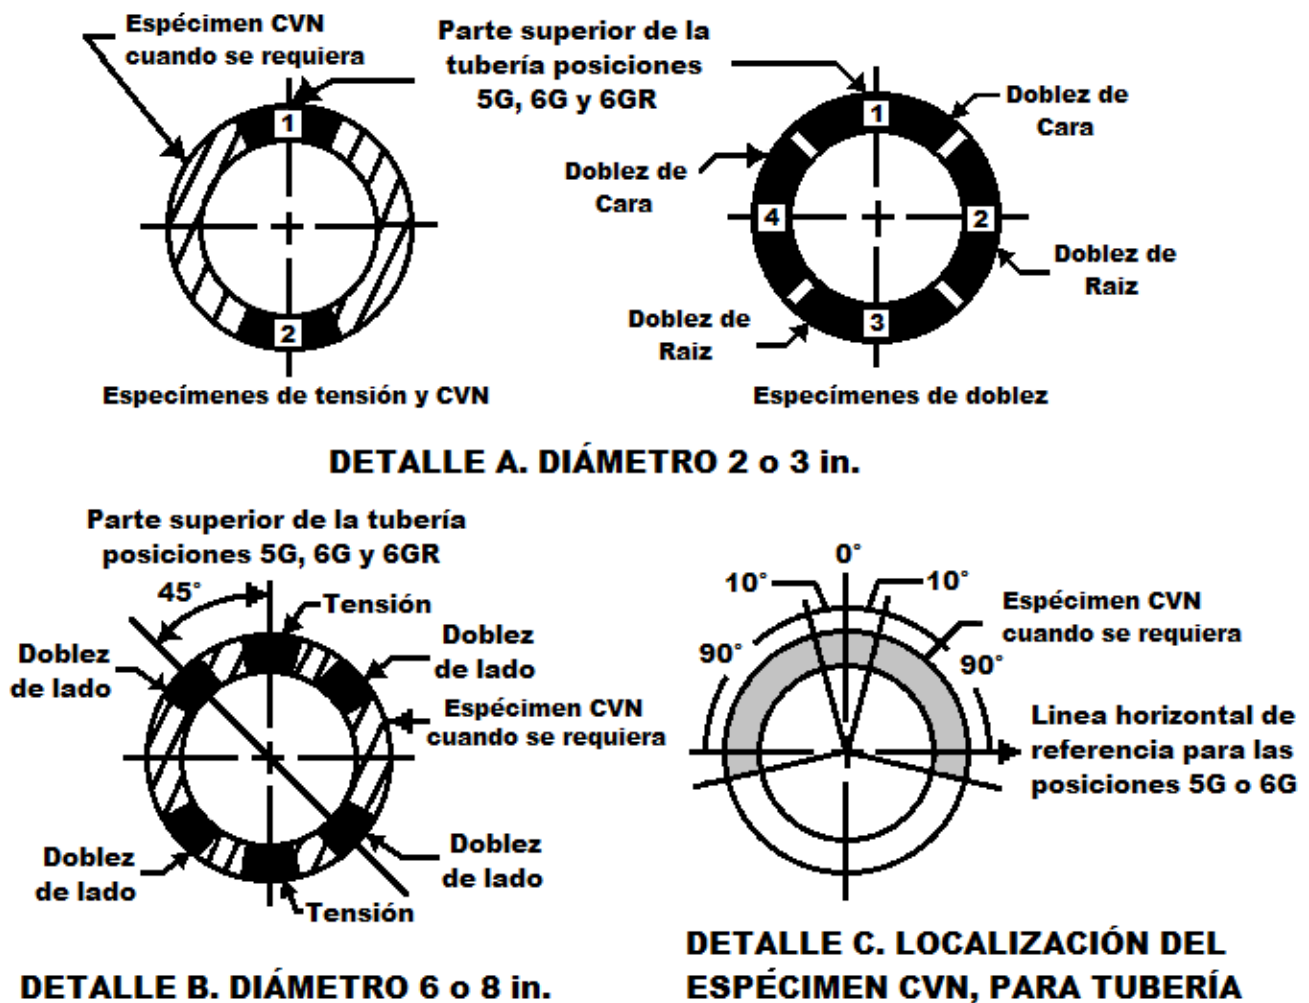 Espécimen CVN
cuando se requiera
Parte superior de la
tubería posiciones
5G, 6G y 6GR
1
2
Especímenes de tensión y CVN
1
2
3
4
Doblez de
Cara
Doblez de
Cara
Doblez de
Raiz
Doblez de
Raiz
Especímenes de doblez
DETALLE A. DIÁMETRO 2 o 3 in.
Parte superior de la tubería
posiciones 5G, 6G y 6GR
45°
Tensión
Doblez
de lado
Doblez
de lado
Espécimen CVN
cuando se requiera
Doblez
de lado
Doblez
de lado
Tensión
DETALLE B. DIÁMETRO 6 o 8 in.
0°
10°
10°
90°
90°
Espécimen CVN
cuando se requiera
Linea horizontal de
referencia para las
posiciones 5G o 6G
DETALLE C. LOCALIZACIÓN DEL
ESPÉCIMEN CVN, PARA TUBERÍA